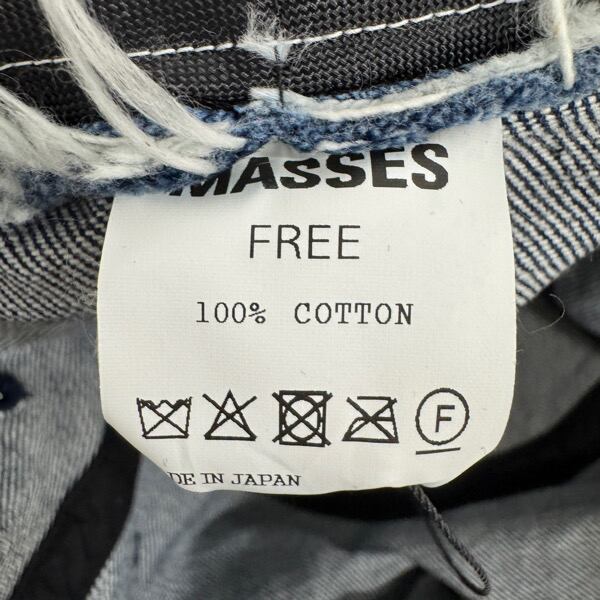 MASSES
FREE
100% COTTON
F
DE IN JAPAN